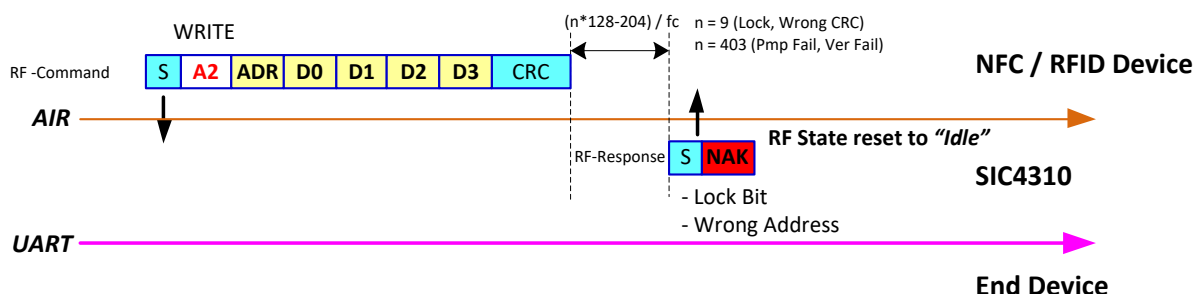 (n*128-204) / fc
n = 9 (Lock, Wrong CRC)
n = 403 (Pmp Fail, Ver Fail)
WRITE
RF -Command
S A2 ADR D0 D1 D2 D3 CRC
NFC / RFID Device
AIR
RF State reset to “Idle”
RF-Response
S NAK
SIC4310
- Lock Bit
- Wrong Address
UART
End Device